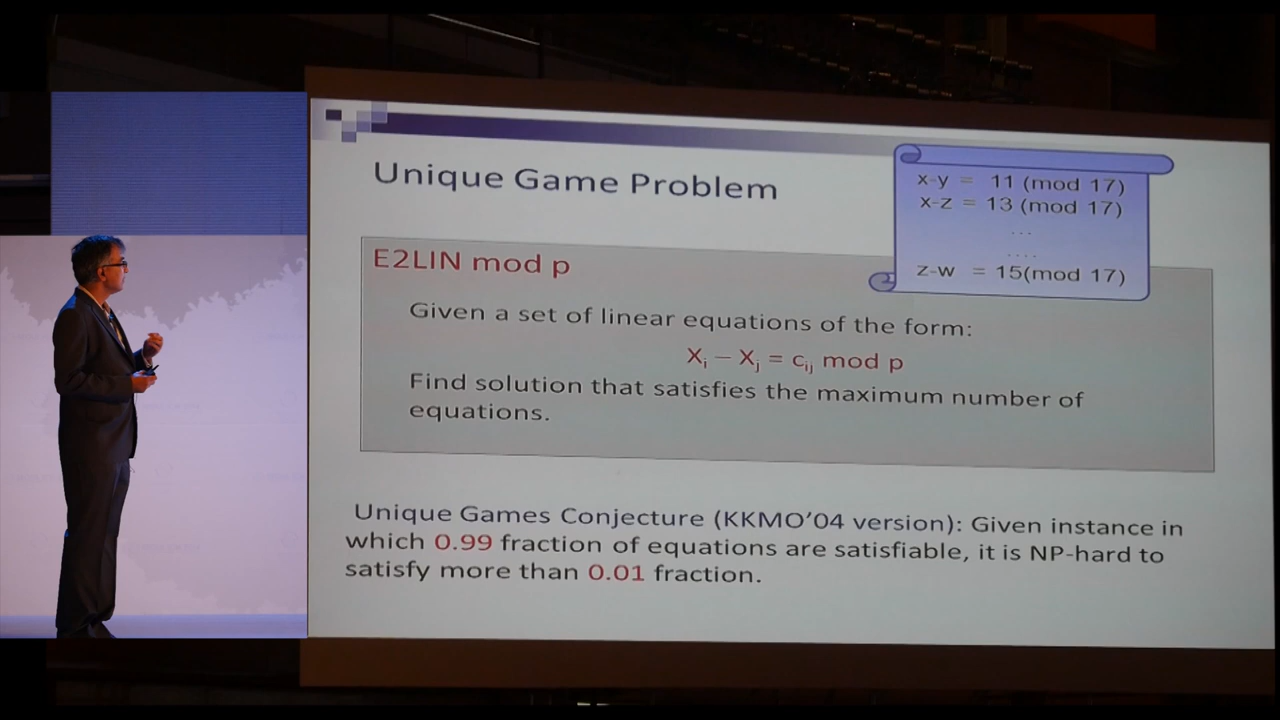 Unique Game Problem
x-y = 11 (mod 17)
x-z = 13 (mod 17)
...
....
z-w = 15(mod 17)
E2LIN mod p
Given a set of linear equations of the form:
Xi – Xj = cij mod p
Find solution that satisfies the maximum number of
equations.
Unique Games Conjecture (KKMO'04 version): Given instance in
which 0.99 fraction of equations are satisfiable, it is NP-hard to
satisfy more than 0.01 fraction.